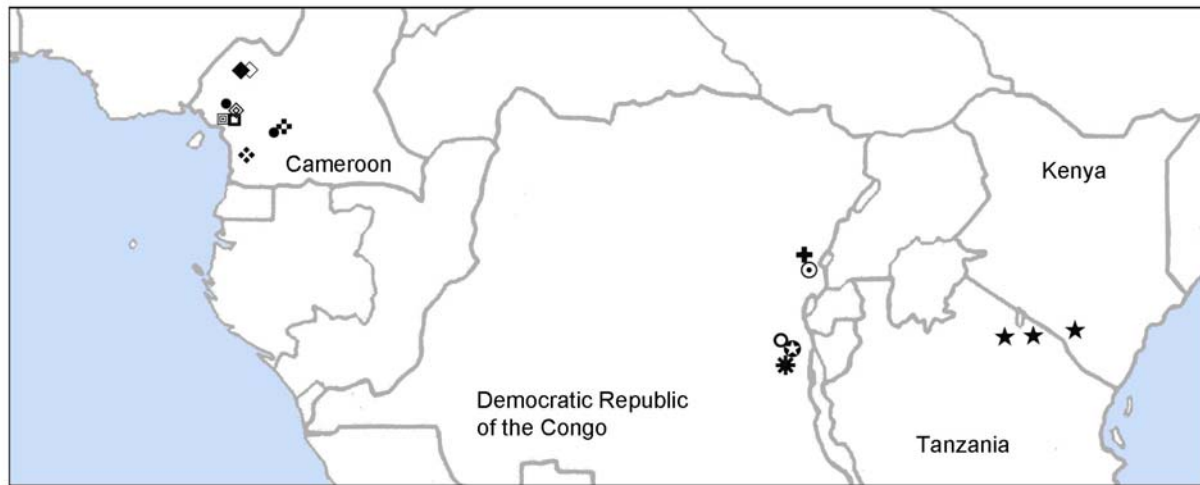 Cameroon
Kenya
Democratic Republic
of the Congo
Tanzania